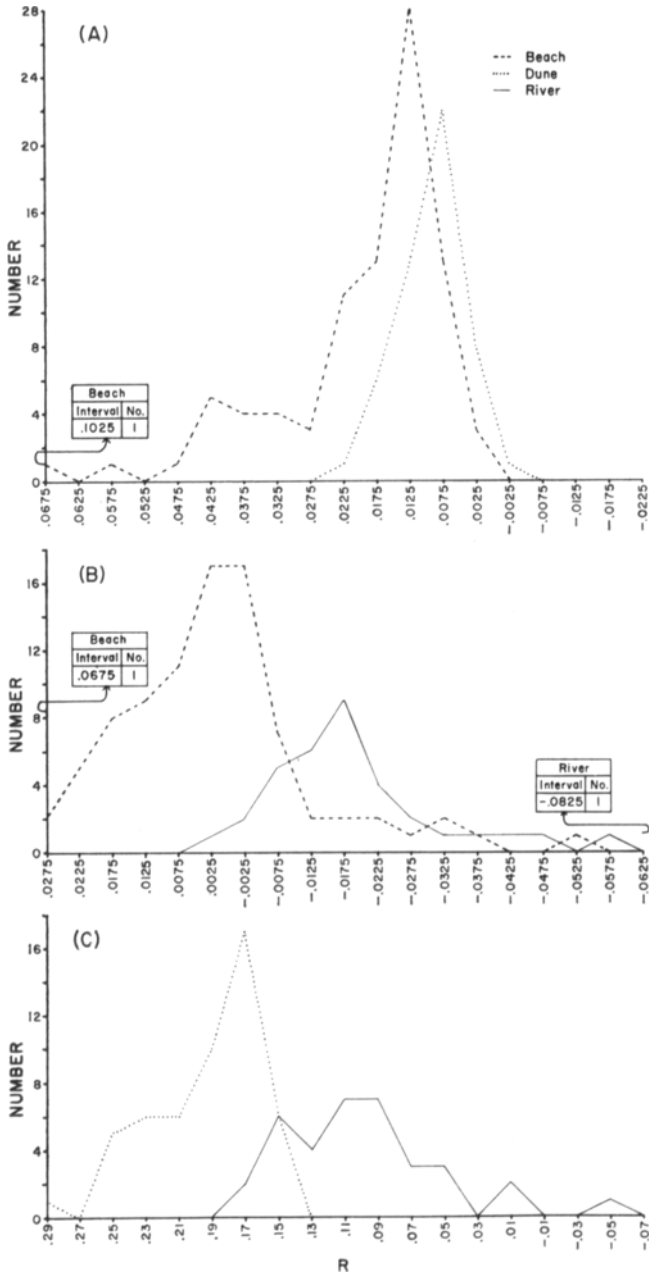 (A)
Beach
Dune
River
NUMBER
28
24
20
16
12
8
4
0
Beach
Interval No.
.1025 1
.0675 .0625 .0575 .0525 .0475 .0425 .0375 .0325 .0275 .0225 .0175 .0125 .0075 .00225 -.0025 -.0075 -.0125 -.0175 -.0225
(B)
NUMBER
16
12
8
4
0
Beach
Interval No.
.0675 1
River
Interval No.
-.0825 1
.0275 .0225 .0175 .0125 .0075 .0025 -.0025 -.0075 -.0125 -.0175 -.0225 -.0275 -.0325 -.0375 -.0425 -.0475 -.0525 -.0575 -.0625
(C)
NUMBER
16
12
8
4
0
.29 .27 .25 .23 .21 .19 .17 .15 .13 .11 .09 .07 .05 .03 .01 -.01 -.03 -.05 -.07
R